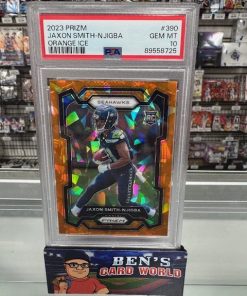 2023 PRIZM #390
JAXON SMITH-NJIGBA GEM MT
ORANGE ICE 10
PSA 89558725
SEAHAWKS
RC
JAXON SMITH-NJIGBA
PRIZM
BEN'S
CARD WORLD